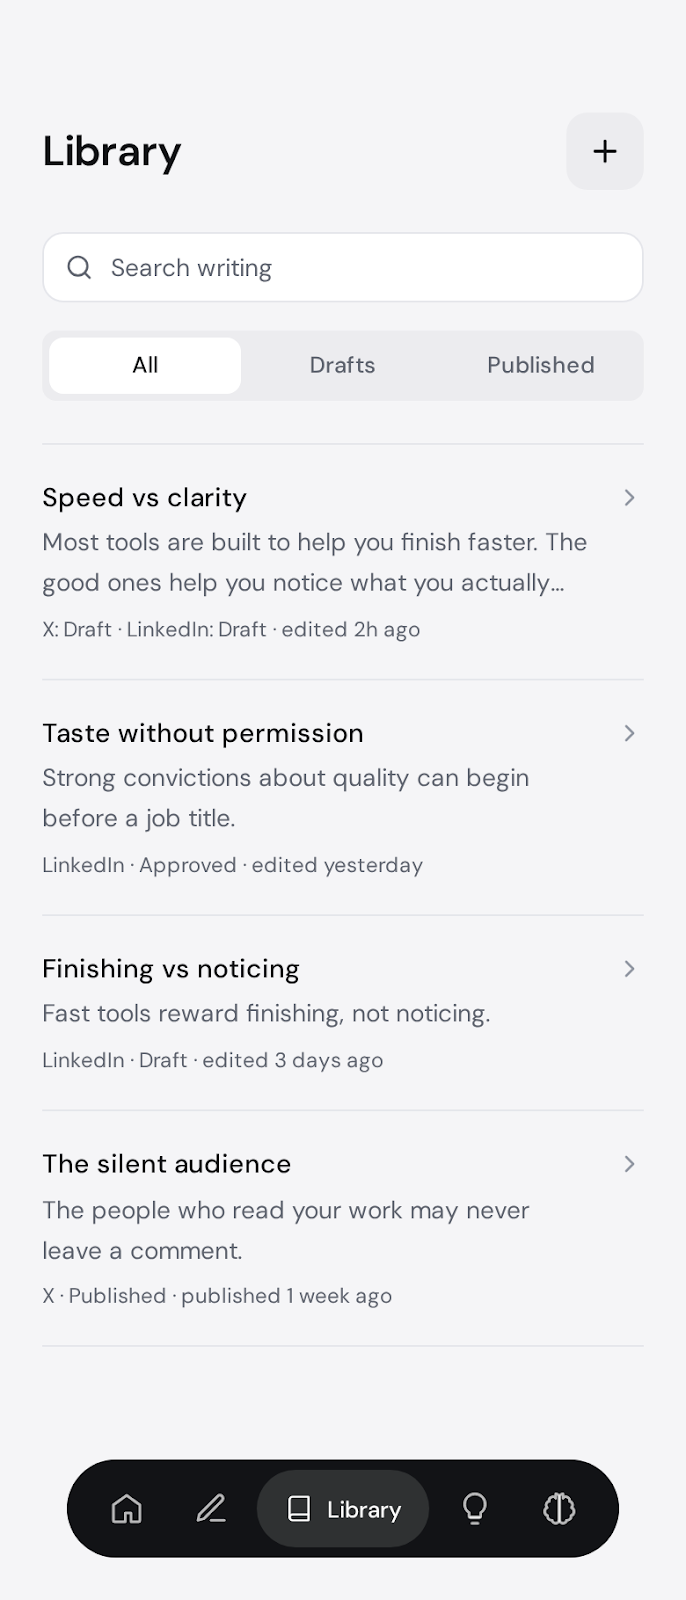 Library
Search writing
All
Drafts
Published
Speed vs clarity
Most tools are built to help you finish faster. The
good ones help you notice what you actually…
X: Draft · LinkedIn: Draft · edited 2h ago
Taste without permission
Strong convictions about quality can begin
before a job title.
LinkedIn · Approved · edited yesterday
Finishing vs noticing
Fast tools reward finishing, not noticing.
LinkedIn · Draft · edited 3 days ago
The silent audience
The people who read your work may never
leave a comment.
X · Published · published 1 week ago
Library